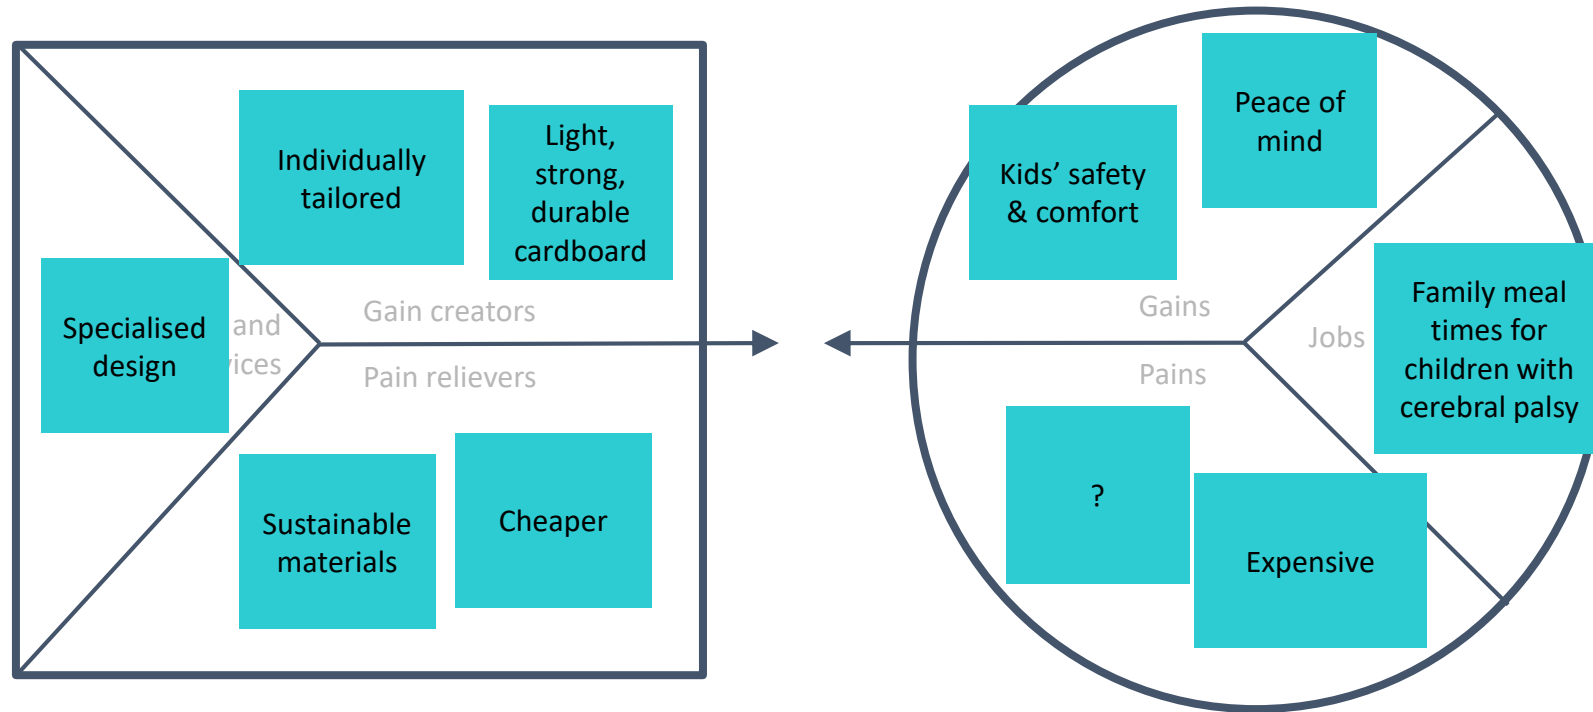 Individually
tailored
Light,
strong,
durable
cardboard
Specialised
design
and
vices
Gain creators
Pain relievers
Sustainable
materials
Cheaper
Peace of
mind
Kids’ safety
& comfort
Gains
Jobs
Pains
Family meal
times for
children with
cerebral palsy
?
Expensive